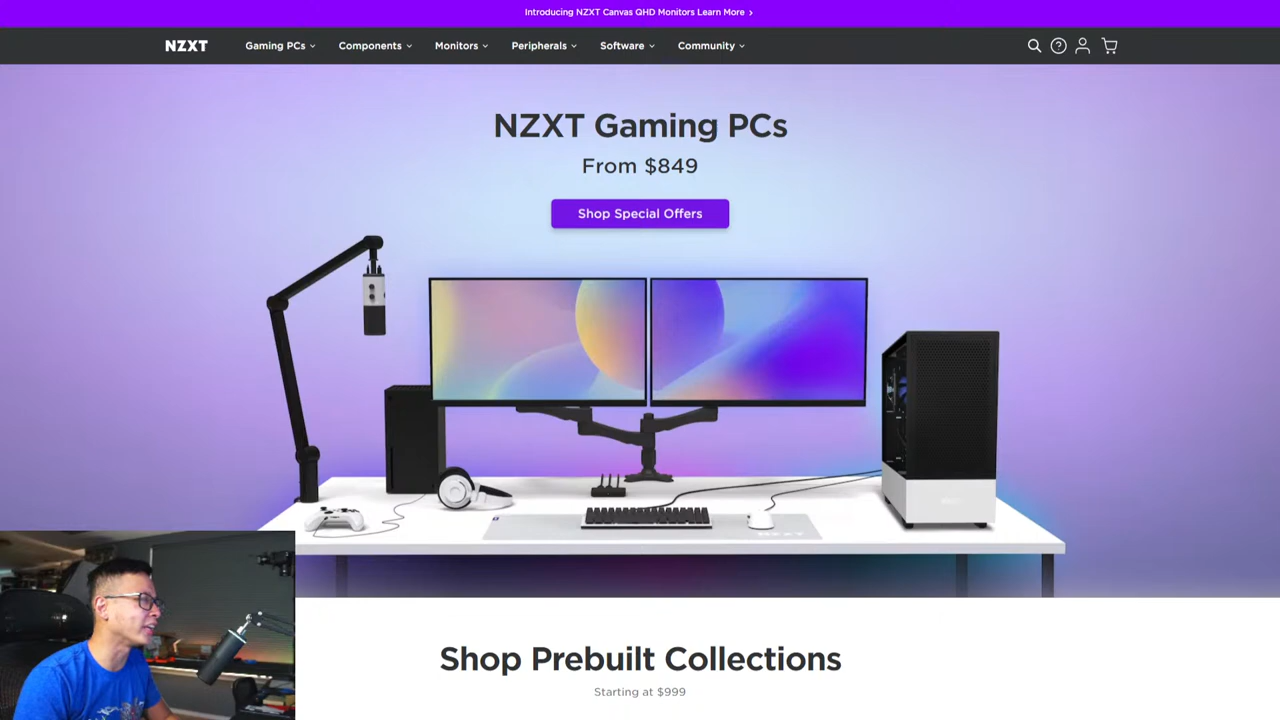 Introducing NZXT Canvas QHD Monitors Learn More
NZXT
Gaming PCs
Components
Monitors
Peripherals
Software
Community
NZXT Gaming PCs
From $849
Shop Special Offers
NZXT
Shop Prebuilt Collections
Starting at $999